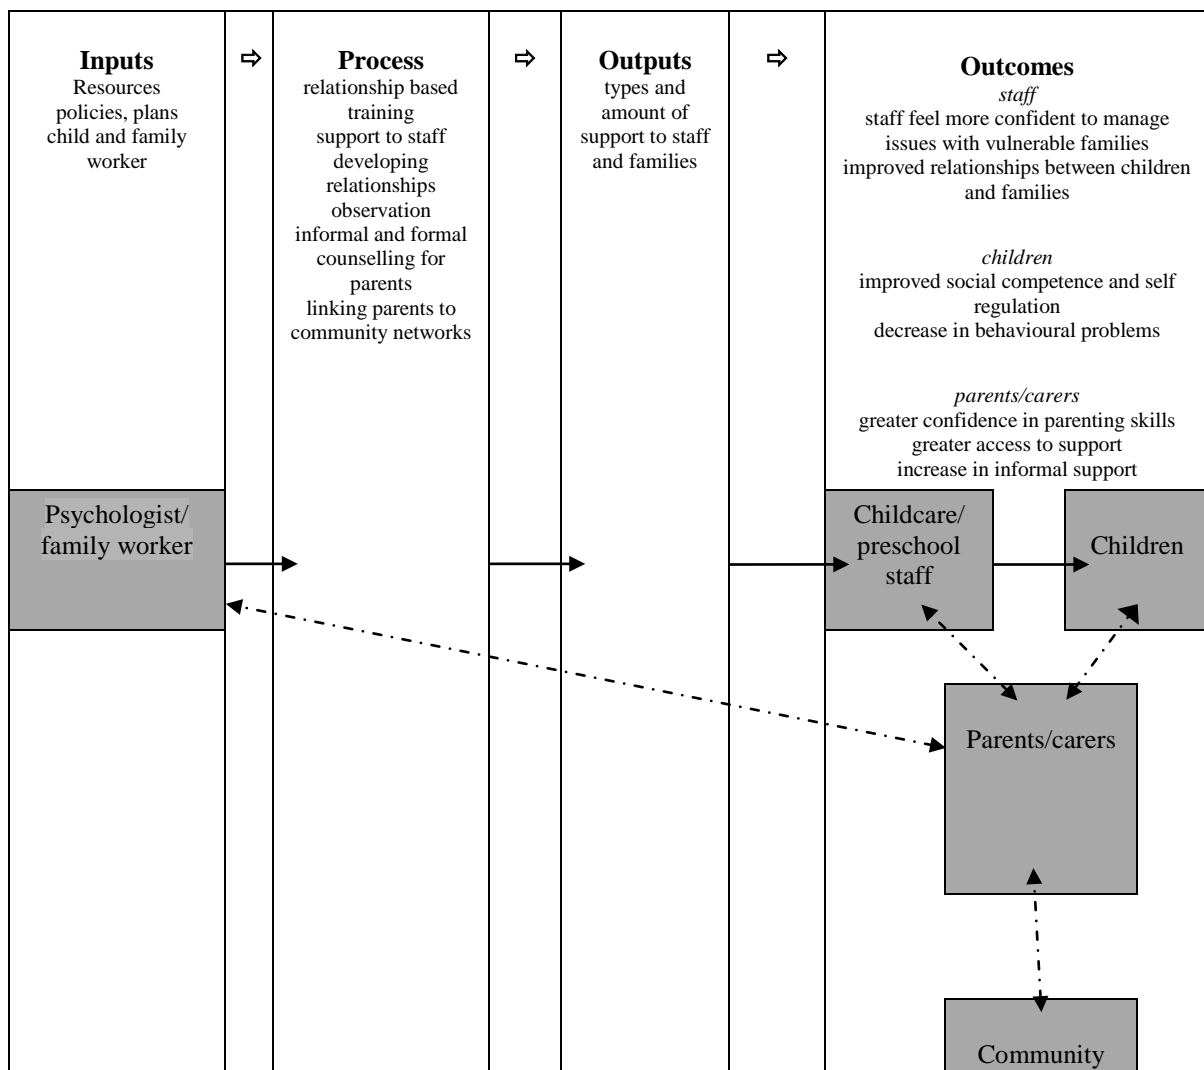 Inputs
Resources
policies, plans
child and family
worker
⇨
Process
relationship based
training
support to staff
developing
relationships
observation
informal and formal
counselling for
parents
linking parents to
community networks
⇨
Outputs
types and
amount of
support to staff
and families
⇨
Outcomes
staff
staff feel more confident to manage
issues with vulnerable families
improved relationships between children
and families
children
improved social competence and self
regulation
decrease in behavioural problems
parents/carers
greater confidence in parenting skills
greater access to support
increase in informal support
Psychologist/
family worker
Childcare/
preschool
staff
Children
Parents/carers
Community